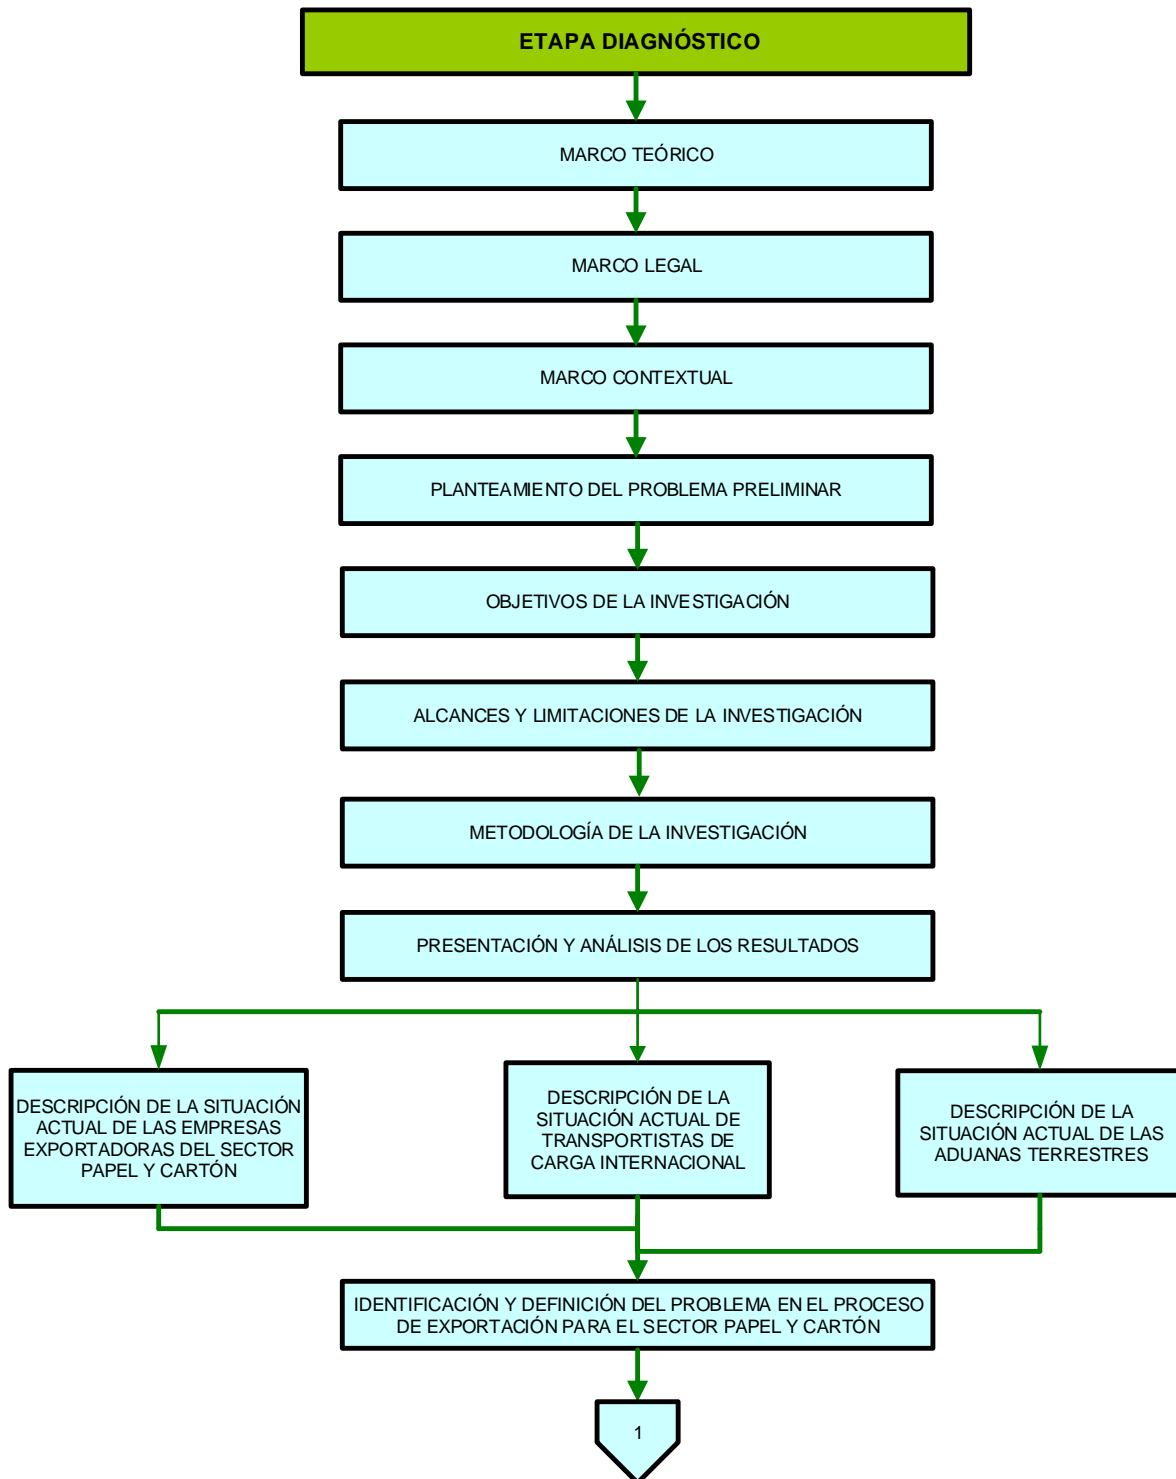 ETAPA DIAGNÓSTICO
MARCO TEÓRICO
MARCO LEGAL
MARCO CONTEXTUAL
PLANTEAMIENTO DEL PROBLEMA PRELIMINAR
OBJETIVOS DE LA INVESTIGACIÓN
ALCANCES Y LIMITACIONES DE LA INVESTIGACIÓN
METODOLOGÍA DE LA INVESTIGACIÓN
PRESENTACIÓN Y ANÁLISIS DE LOS RESULTADOS
DESCRIPCIÓN DE LA SITUACIÓN
ACTUAL DE LAS EMPRESAS
EXPORTADORAS DEL SECTOR
PAPEL Y CARTÓN
DESCRIPCIÓN DE LA
SITUACIÓN ACTUAL DE
TRANSPORTISTAS DE
CARGA INTERNACIONAL
DESCRIPCIÓN DE LA
SITUACIÓN ACTUAL DE LAS
ADUANAS TERRESTRES
IDENTIFICACIÓN Y DEFINICIÓN DEL PROBLEMA EN EL PROCESO
DE EXPORTACIÓN PARA EL SECTOR PAPEL Y CARTÓN
1